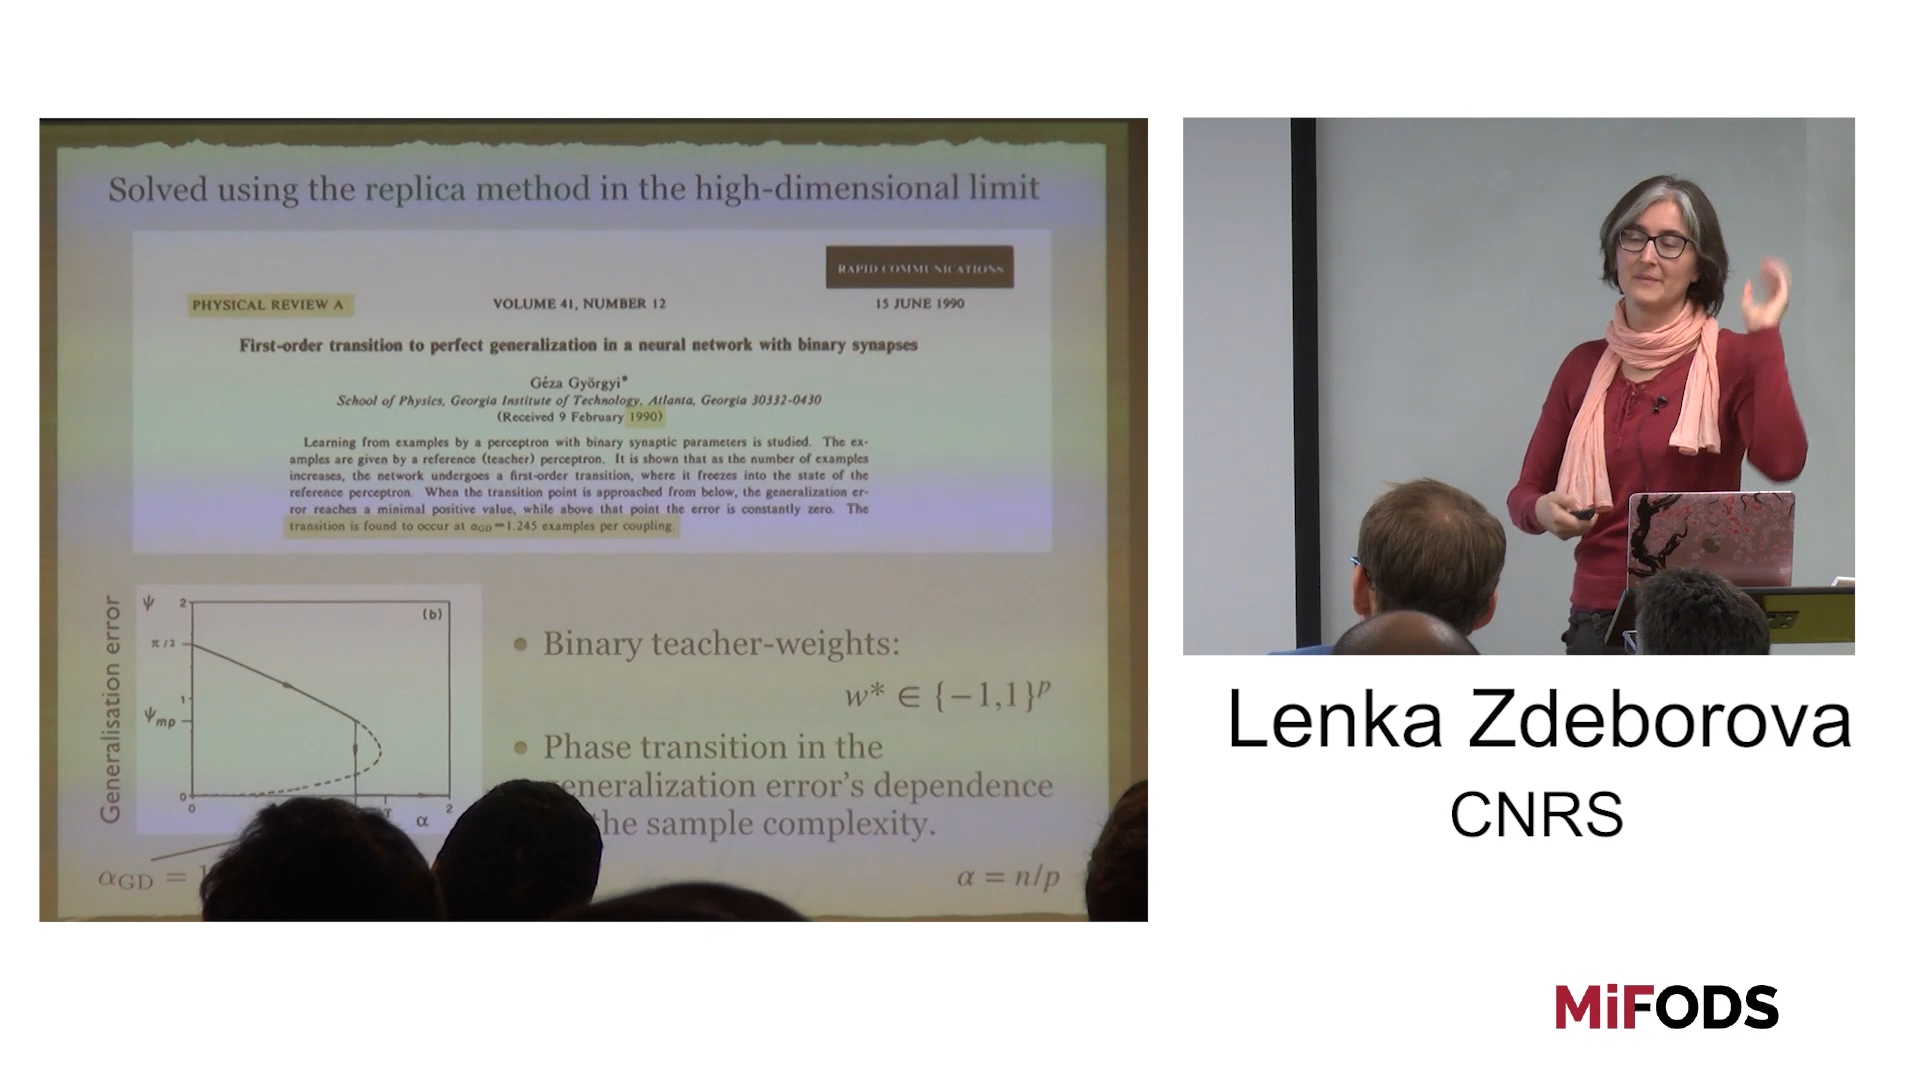 Solved using the replica method in the high-dimensional limit
RAPID COMMUNICATIONS
PHYSICAL REVIEW A
VOLUME 41, NUMBER 12
15 JUNE 1990
First-order transition to perfect generalization in a neural network with binary synapses
Géza Györgyi*
School of Physics, Georgia Institute of Technology, Atlanta, Georgia 30332-0430
(Received 9 February 1990)
Learning from examples by a perceptron with binary synaptic parameters is studied. The ex-
amples are given by a reference (teacher) perceptron. It is shown that as the number of examples
increases, the network undergoes a first-order transition, where it freezes into the state of the
reference perceptron. When the transition point is approached from below, the generalization er-
ror reaches a minimal positive value, while above that point the error is constantly zero. The
transition is found to occur at αGD=1.245 examples per coupling.
Generalisation error
ψ 2
(b)
π/2
1
ψmp
0
0
2
α
Binary teacher-weights:
w* ∈ {−1,1}ᵖ
Phase transition in the
eneralization error's dependence
he sample complexity.
αGD = 1
α = n/p
Lenka Zdeborova
CNRS
MiFODS